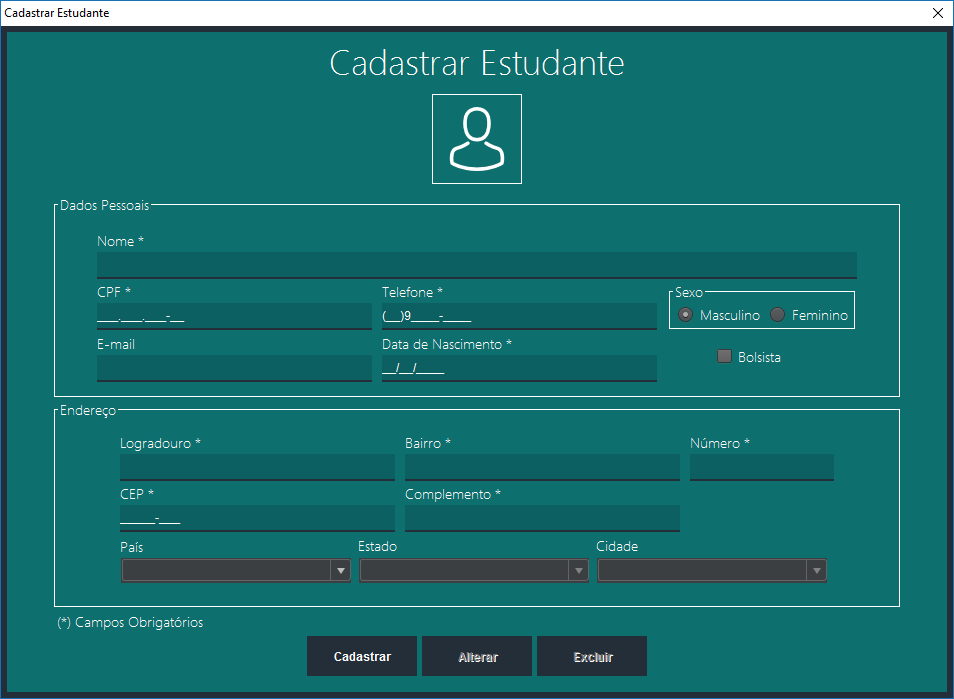 Cadastrar Estudante
Cadastrar Estudante
Dados Pessoais
Nome *
CPF * Telefone * Sexo
___.___.___-__ (__)9____-____ Masculino Feminino
E-mail Data de Nascimento *
__/__/____ Bolsista
Endereço
Logradouro * Bairro * Número *
CEP * Complemento *
_____-___
País Estado Cidade
(*) Campos Obrigatórios
Cadastrar Alterar Excluir